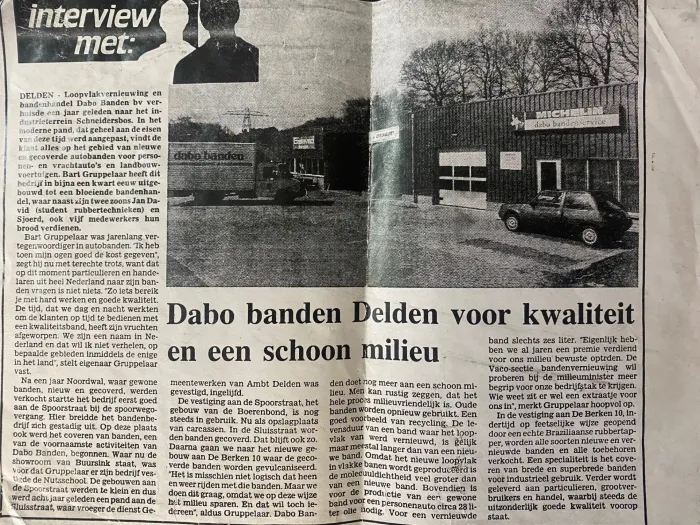 interview
met:
DELDEN - Loopvlakvernieuwing en
bandenhandel Dabo Banden bv ver-
huisde een jaar geleden naar het in-
dustrieterrein Schneidersbos. In het
moderne pand, dat geheel aan de eisen
van deze tijd werd aangepast, vindt de
klant alles op het gebied van nieuwe
en gecoverde autobanden voor perso-
nen- en vrachtauto's en landbouw-
voertuigen. Bart Gruppelaar heeft dit
bedrijf in bijna een kwart eeuw uitge-
bouwd tot een bloeiende bandenhan-
del, waar naast zijn twee zoons Jan Da-
vid (student rubbertechnieken) en
Sjoerd, ook vijf medewerkers hun
brood verdienen.
Bart Gruppelaar was jarenlang ver-
tegenwoordiger in autobanden. "Ik heb
toen mijn ogen goed de kost gegeven",
zegt hij nu met terechte trots, want dat
op dit moment particulieren en hande-
laren uit heel Nederland naar zijn ban-
den vragen is niet niets. "Zo iets bereik
je met hard werken en goede kwaliteit.
De tijd, dat we dag en nacht werkten
om de klanten op tijd te bedienen met
een kwaliteitsband, heeft zijn vruchten
afgeworpen. We zijn een naam in Ne-
derland en dat wil ik niet verhelen, op
bepaalde gebieden inmiddels de enige
in het land", stelt eigenaar Gruppelaar
vast.
Na een jaar Noordwal, waar gewone
banden, nieuw en gecoverd, werden
verkocht startte het bedrijf eerst goed
aan de Spoorstraat bij de spoorwego-
vergang. Hier breidde het bandenbe-
drijf zich gestadig uit. Op deze plaats
ook werd het coveren van banden, een
van de voornaamste activiteiten van
Dabo Banden, begonnen. Waar nu de
showroom van Buursink staat, was
voor dat Gruppelaar er zijn bedrijf ves-
tigde de Nutsschool. De gebouwen aan
de Spoorstraat werden te klein en dus
werd acht jaar geleden een pand aan de
Sluisstraat, waar vroeger de dienst Ge-
dabo banden
MICHELIN
dabo bandenservice
Dabo banden Delden voor kwaliteit
en een schoon milieu
meentewerken van Ambt Delden was
gevestigd, ingelijfd.
De vestiging aan de Spoorstraat, het
gebouw van de Boerenbond, is nog
steeds in gebruik. Nu als opslagplaats
van carcassen. In de Sluisstraat wor-
den banden gecoverd. Dat blijft ook zo.
Daarna gaan we naar het nieuwe ge-
bouw aan De Berken 10 waar de geco-
verde banden worden gevulcaniseerd.
"Het is misschien niet logisch dat heen
en weer rijden met die banden. Maar we
doen dit graag, omdat we op deze wijze
het milieu sparen. En dat wil toch ie-
dereen", aldus Gruppelaar. Daban-
den doet nog meer aan een schoon mi-
lieu. Men kan rustig zeggen, dat het
hele proces milieuvriendelijk is. Oude
banden worden opnieuw gebruikt. Een
goed voorbeeld van recycling. De le-
vensduur van een band waar het loop-
vlak van werd vernieuwd, is gelijk
maar meestal langer dan van een nieu-
we band. Omdat het nieuwe loopvlak
in vlakke banen wordt geproduceerd is
de moleculdichtheid veel groter dan
van een nieuwe band. Bovendien is
voor de produktie van een gewone
band voor een personenauto circa 28 li-
ter olie nodig. Voor een vernieuwde
band slechts zes liter. "Eigenlijk heb-
ben we al jaren een premie verdiend
voor ons milieu bewuste optreden. De
Vaco-sectie bandenvernieuwing wil
proberen bij de milieuminister meer
begrip voor onze bedrijfstak te krijgen.
Wie weet zit er wel een extraatje voor
ons in", merkt Gruppelaar hoopvol op.
In de vestiging aan De Berken 10, in-
dertijd op feestelijke wijze geopend
door een echte Braziliaanse rubbertap-
per, worden alle soorten nieuwe en ver-
nieuwde banden en alle toebehoren
verkocht. Een specialiteit is het cove-
ren van brede en superbrede banden
voor industrieel gebruik. Verder wordt
geleverd aan particulieren, grootver-
bruikers en handel, waarbij steeds de
uitzonderlijk goede kwaliteit voorop
staat.